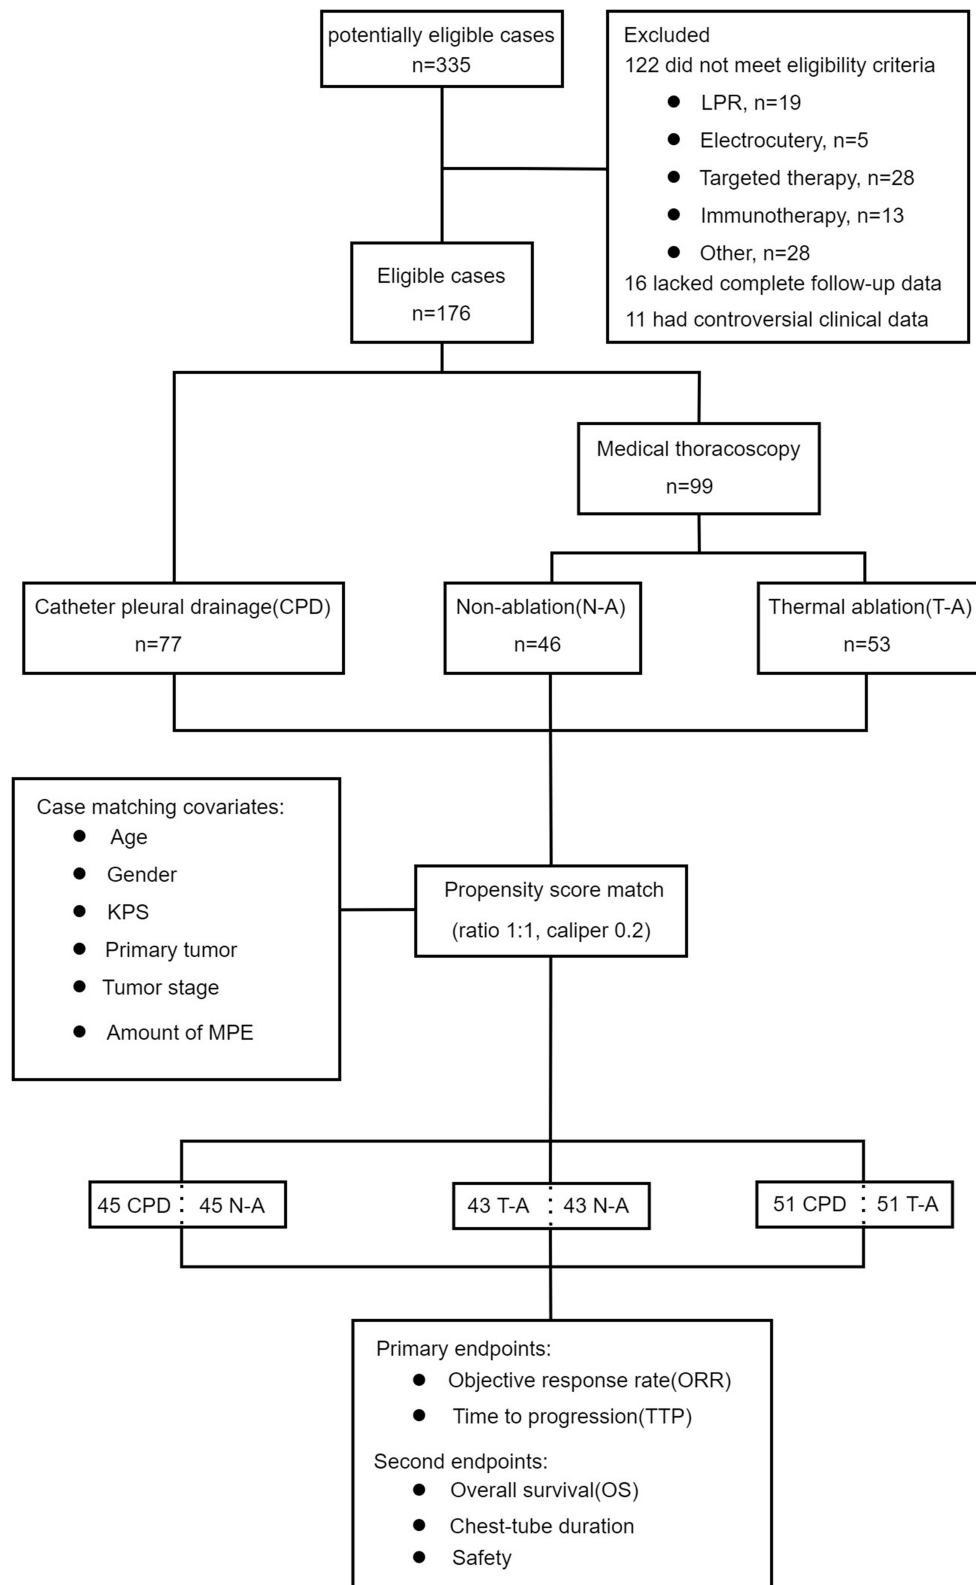 potentially eligible cases
n=335
Excluded
122 did not meet eligibility criteria
● LPR, n=19
● Electrocutery, n=5
● Targeted therapy, n=28
● Immunotherapy, n=13
● Other, n=28
16 lacked complete follow-up data
11 had controversial clinical data
Eligible cases
n=176
Medical thoracoscopy
n=99
Catheter pleural drainage(CPD)
n=77
Non-ablation(N-A)
n=46
Thermal ablation(T-A)
n=53
Case matching covariates:
● Age
● Gender
● KPS
● Primary tumor
● Tumor stage
● Amount of MPE
Propensity score match
(ratio 1:1, caliper 0.2)
45 CPD 45 N-A
43 T-A 43 N-A
51 CPD 51 T-A
Primary endpoints:
● Objective response rate(ORR)
● Time to progression(TTP)
Second endpoints:
● Overall survival(OS)
● Chest-tube duration
● Safety